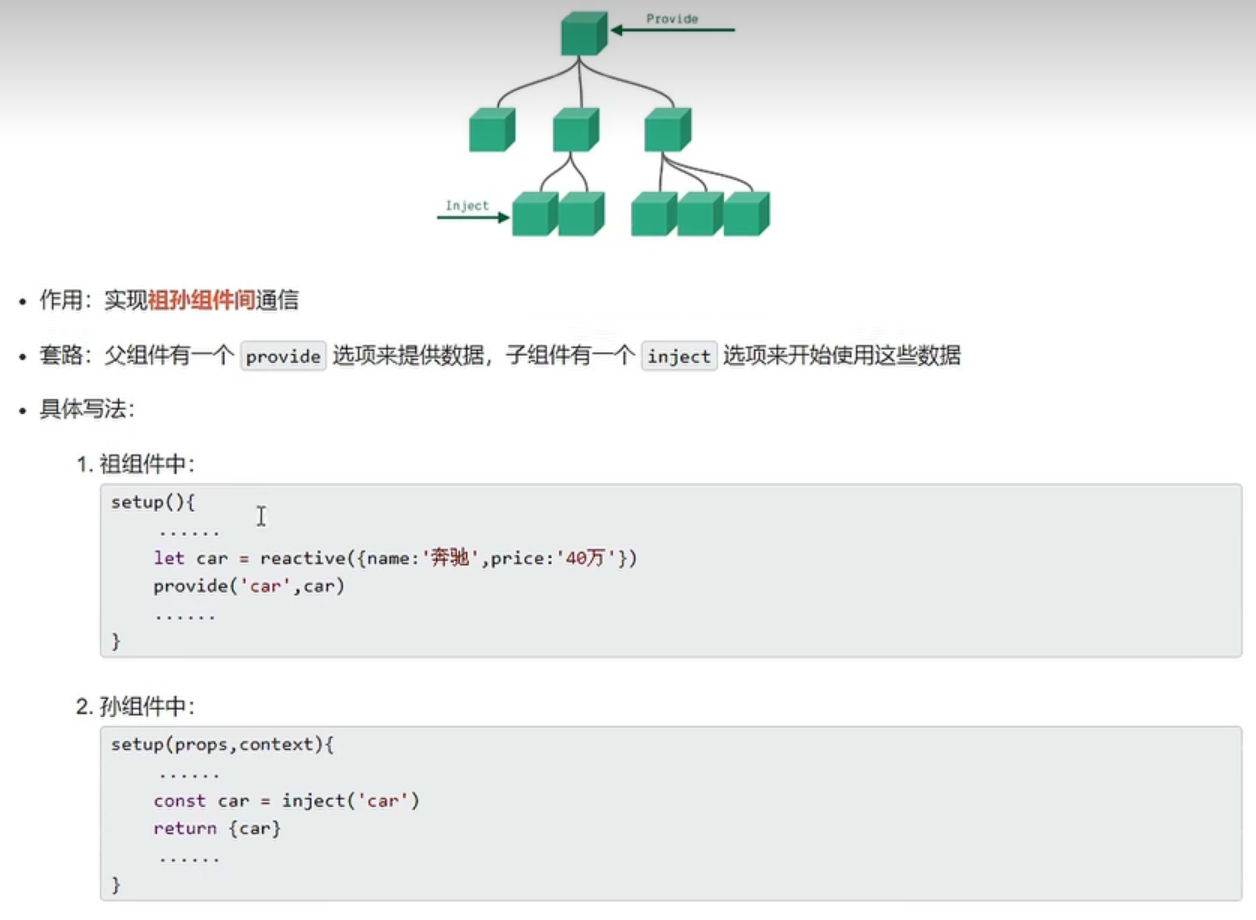 Provide
Inject
作用：实现祖孙组件间通信
套路：父组件有一个 provide 选项来提供数据，子组件有一个 inject 选项来开始使用这些数据
具体写法：
1. 祖组件中：
setup(){
......
let car = reactive({name:'奔驰',price:'40万'})
provide('car',car)
......
}
2. 孙组件中：
setup(props,context){
......
const car = inject('car')
return {car}
......
}